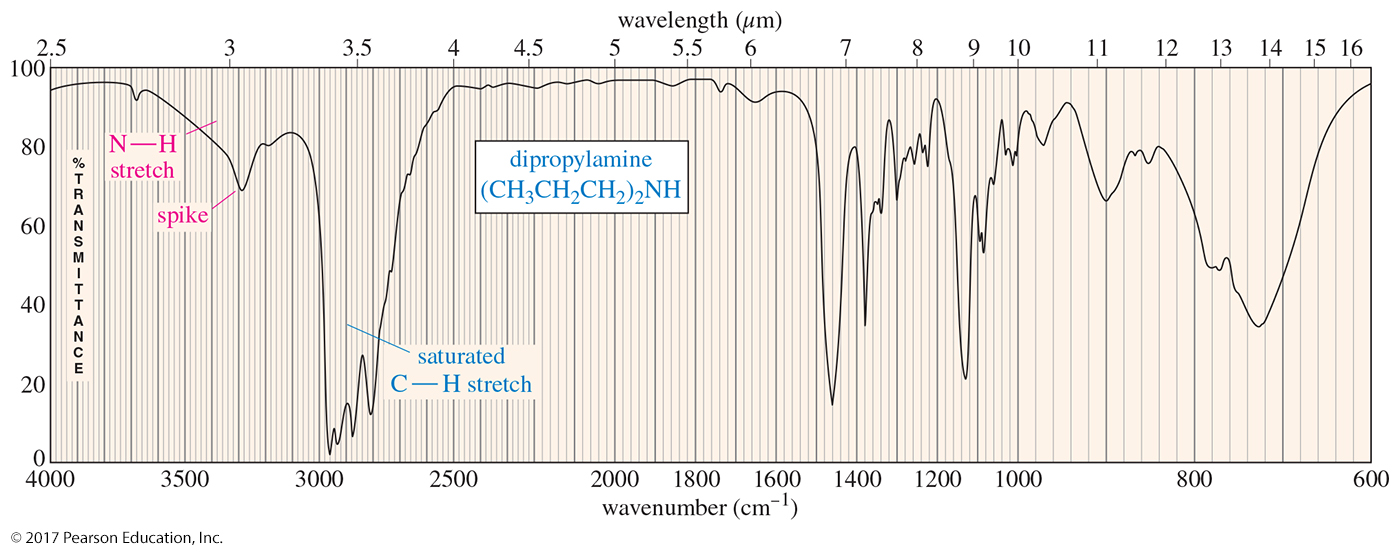 wavelength (μm)
2.5 3 3.5 4 4.5 5 5.5 6 7 8 9 10 11 12 13 14 15 16
100
80
60
40
20
0
%
T
R
A
N
S
M
I
T
T
A
N
C
E
N—H
stretch
spike
dipropylamine
(CH₃CH₂CH₂)₂NH
saturated
C—H stretch
4000 3500 3000 2500 2000 1800 1600 1400 1200 1000 800 600
wavenumber (cm⁻¹)
© 2017 Pearson Education, Inc.